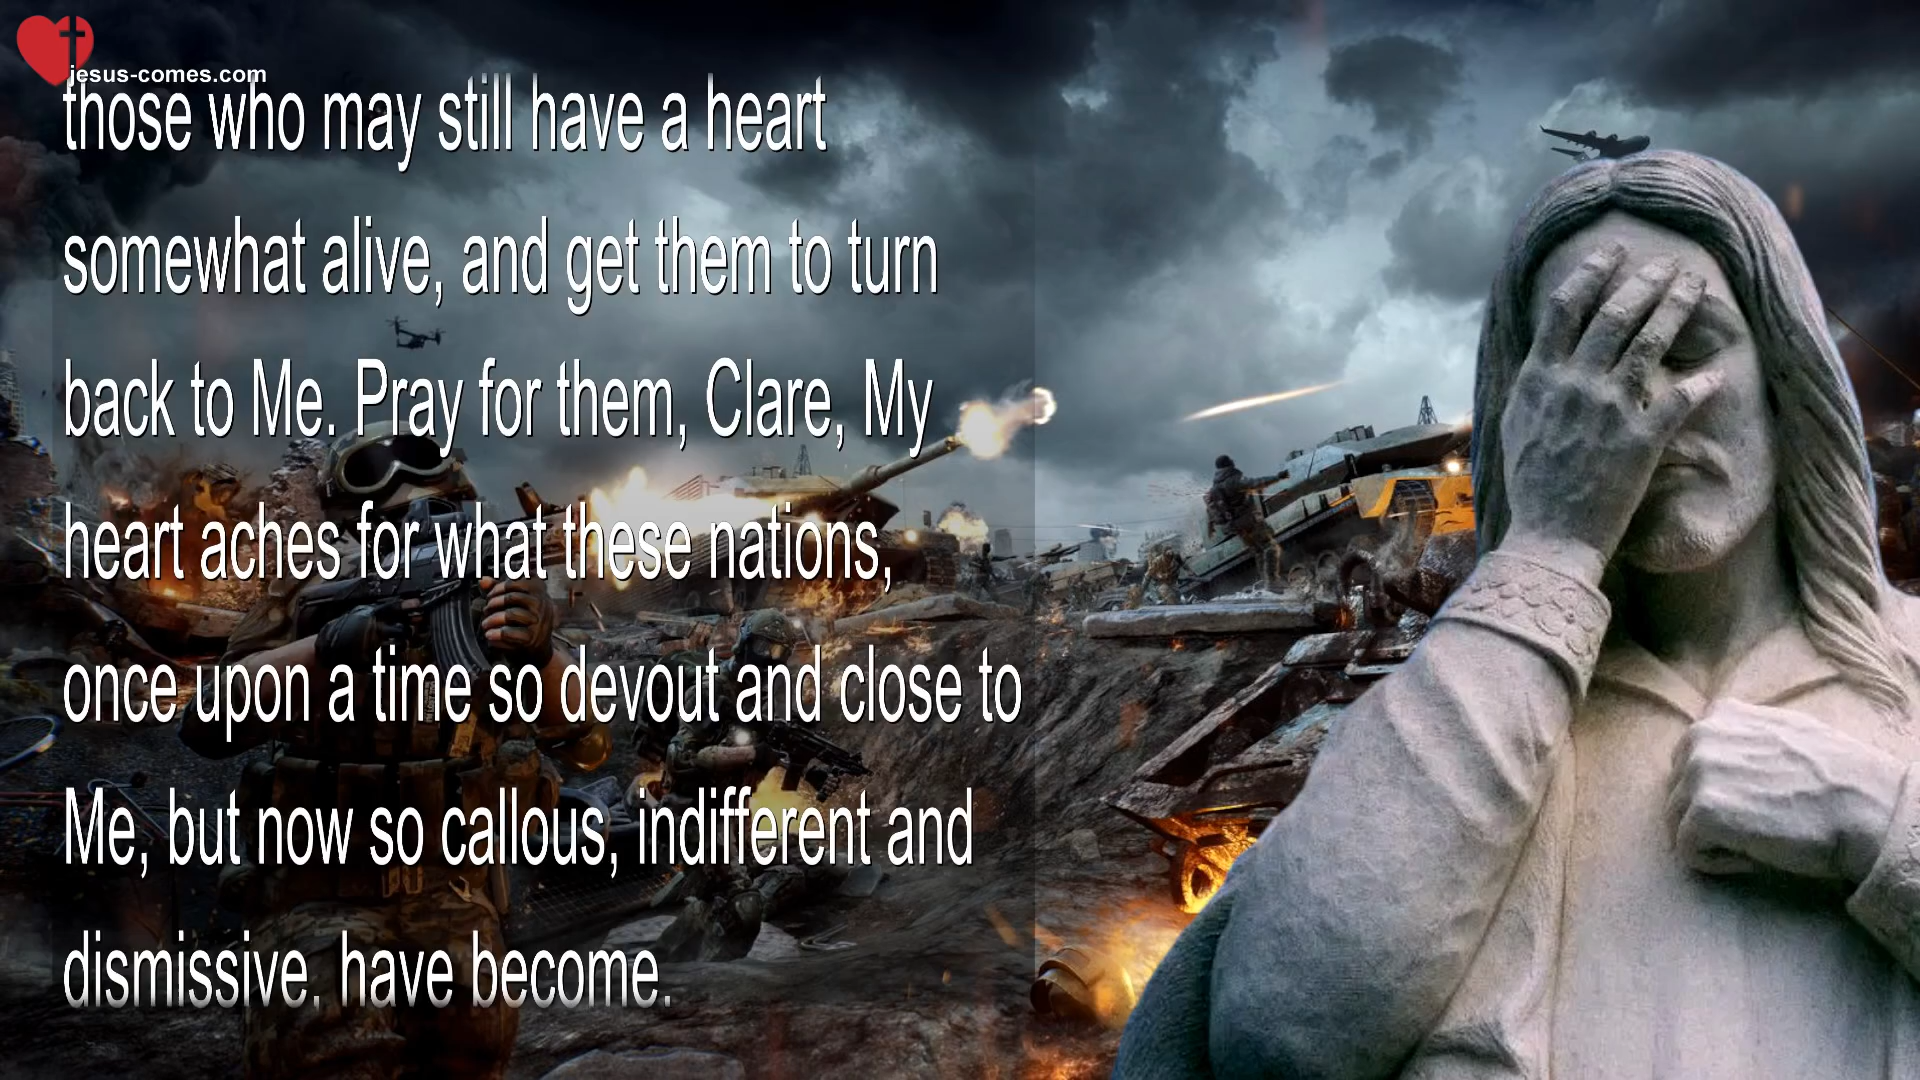 jesus-comes.com
those who may still have a heart
somewhat alive, and get them to turn
back to Me. Pray for them, Clare, My
heart aches for what these nations,
once upon a time so devout and close to
Me, but now so callous, indifferent and
dismissive, have become.